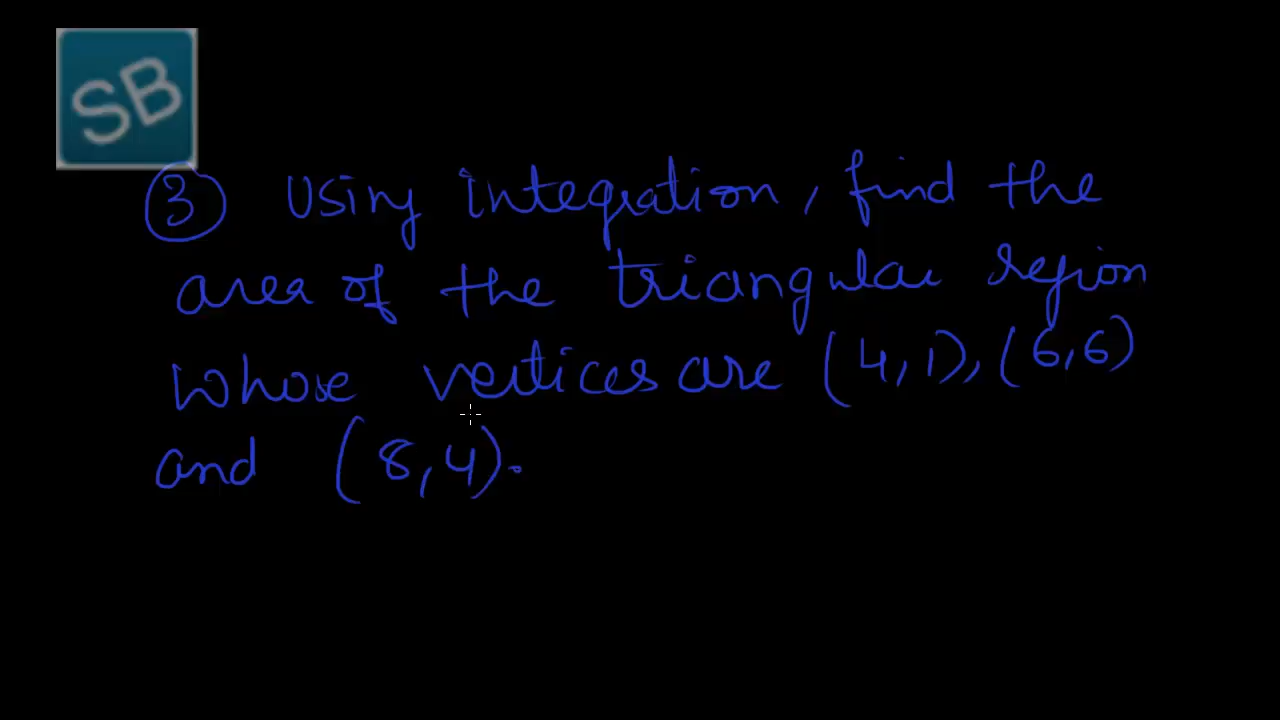 SB
3 Using integration, find the
area of the triangular region
whose vertices are (4,1), (6,6)
and (8,4).